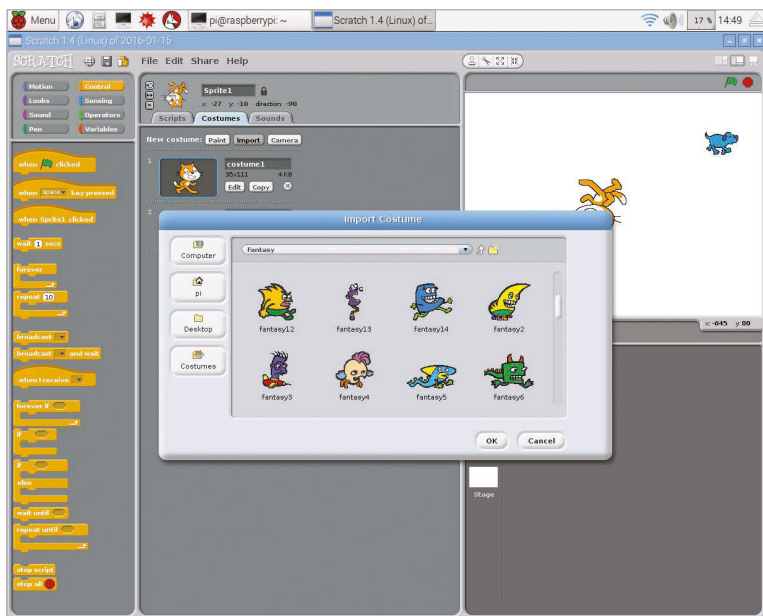 Menu pi@raspberrypi: ~ Scratch 1.4 (Linux) of... 17 % 14:49
Scratch 1.4 (Linux) of 2016-01-15
SCRATCH File Edit Share Help
Motion Control
Looks Sensing
Sound Operators
Pen Variables
Sprite1
x: -27 y: -10 direction: -90
Scripts Costumes Sounds
New costume: Paint Import Camera
1 costume1
95x111 4 KB
Edit Copy
2
when clicked
when space key pressed
when Sprite1 clicked
wait 1 secs
forever
repeat 10
broadcast
broadcast and wait
when I receive
forever if
if
if
else
wait until
repeat until
stop script
stop all
Import Costume
Computer
pi
Desktop
Costumes
Fantasy
fantasy12 fantasy13 fantasy14 fantasy2
fantasy3 fantasy4 fantasy5 fantasy6
OK Cancel
x: -645 y: 80
Stage